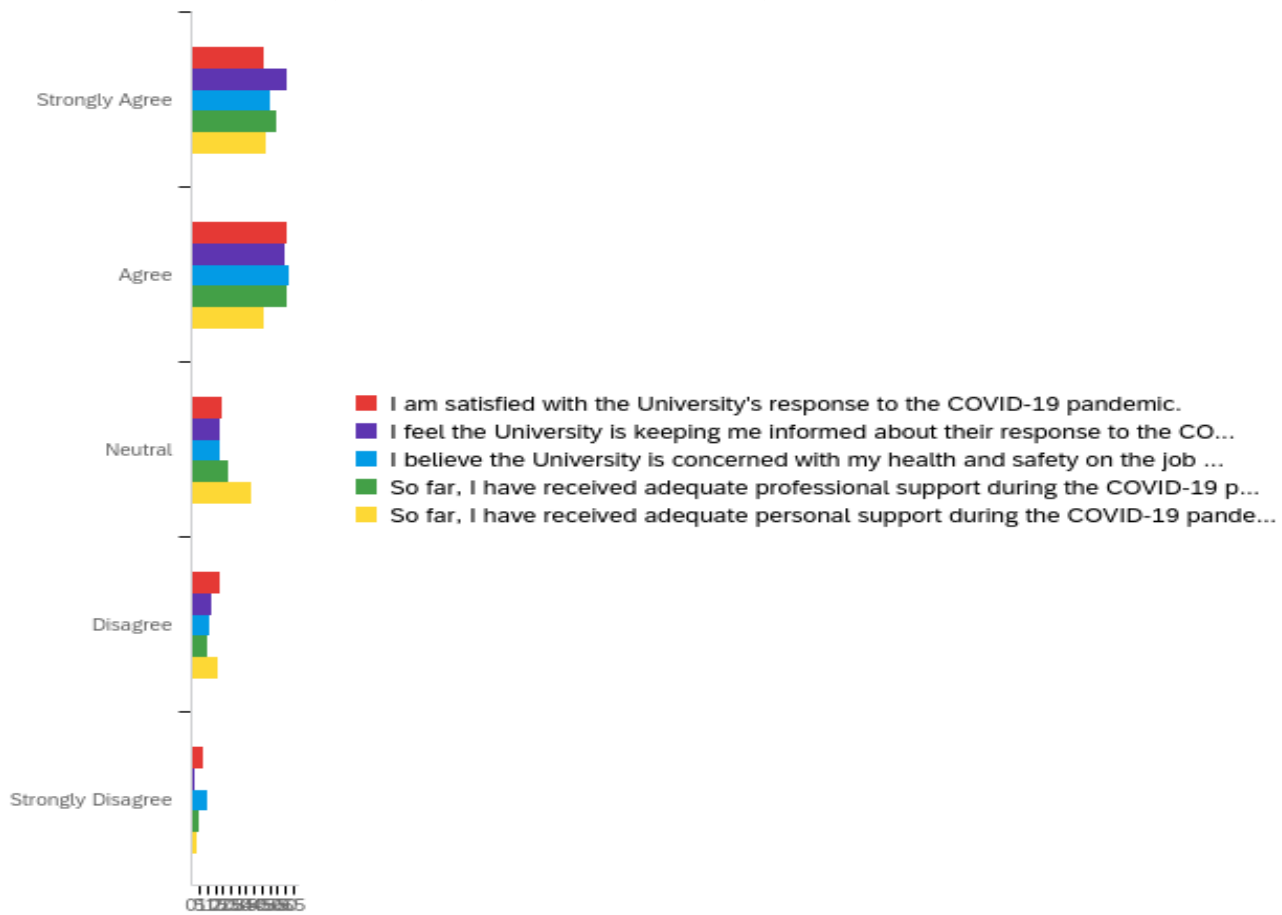 Strongly Agree
Agree
Neutral
I am satisfied with the University's response to the COVID-19 pandemic.
I feel the University is keeping me informed about their response to the CO...
I believe the University is concerned with my health and safety on the job ...
So far, I have received adequate professional support during the COVID-19 p...
So far, I have received adequate personal support during the COVID-19 pande...
Disagree
Strongly Disagree